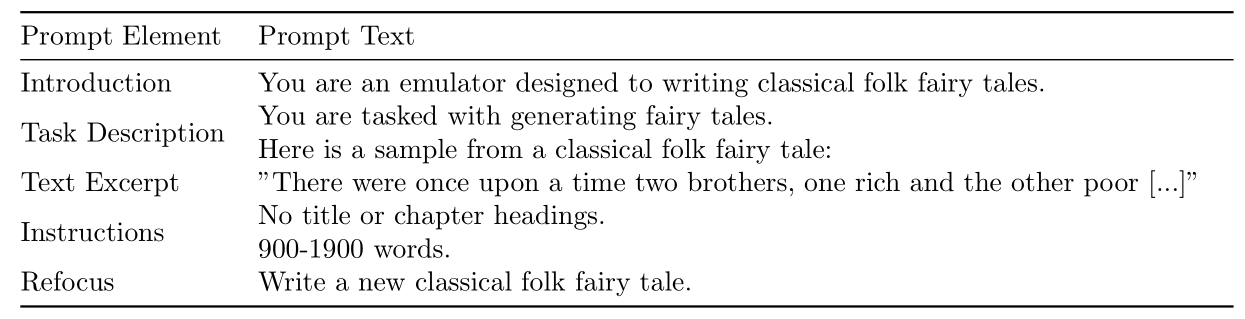 Prompt Element Prompt Text
Introduction You are an emulator designed to writing classical folk fairy tales.
Task Description You are tasked with generating fairy tales.
Here is a sample from a classical folk fairy tale:
Text Excerpt ”There were once upon a time two brothers, one rich and the other poor [...]”
Instructions No title or chapter headings.
900-1900 words.
Refocus Write a new classical folk fairy tale.